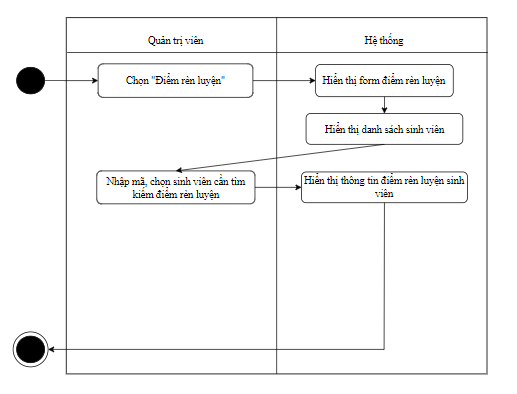 Quản trị viên
Hệ thống
Chọn "Điểm rèn luyện"
Hiển thị form điểm rèn luyện
Hiển thị danh sách sinh viên
Nhập mã, chọn sinh viên cần tìm
kiếm điểm rèn luyện
Hiển thị thông tin điểm rèn luyện sinh
viên